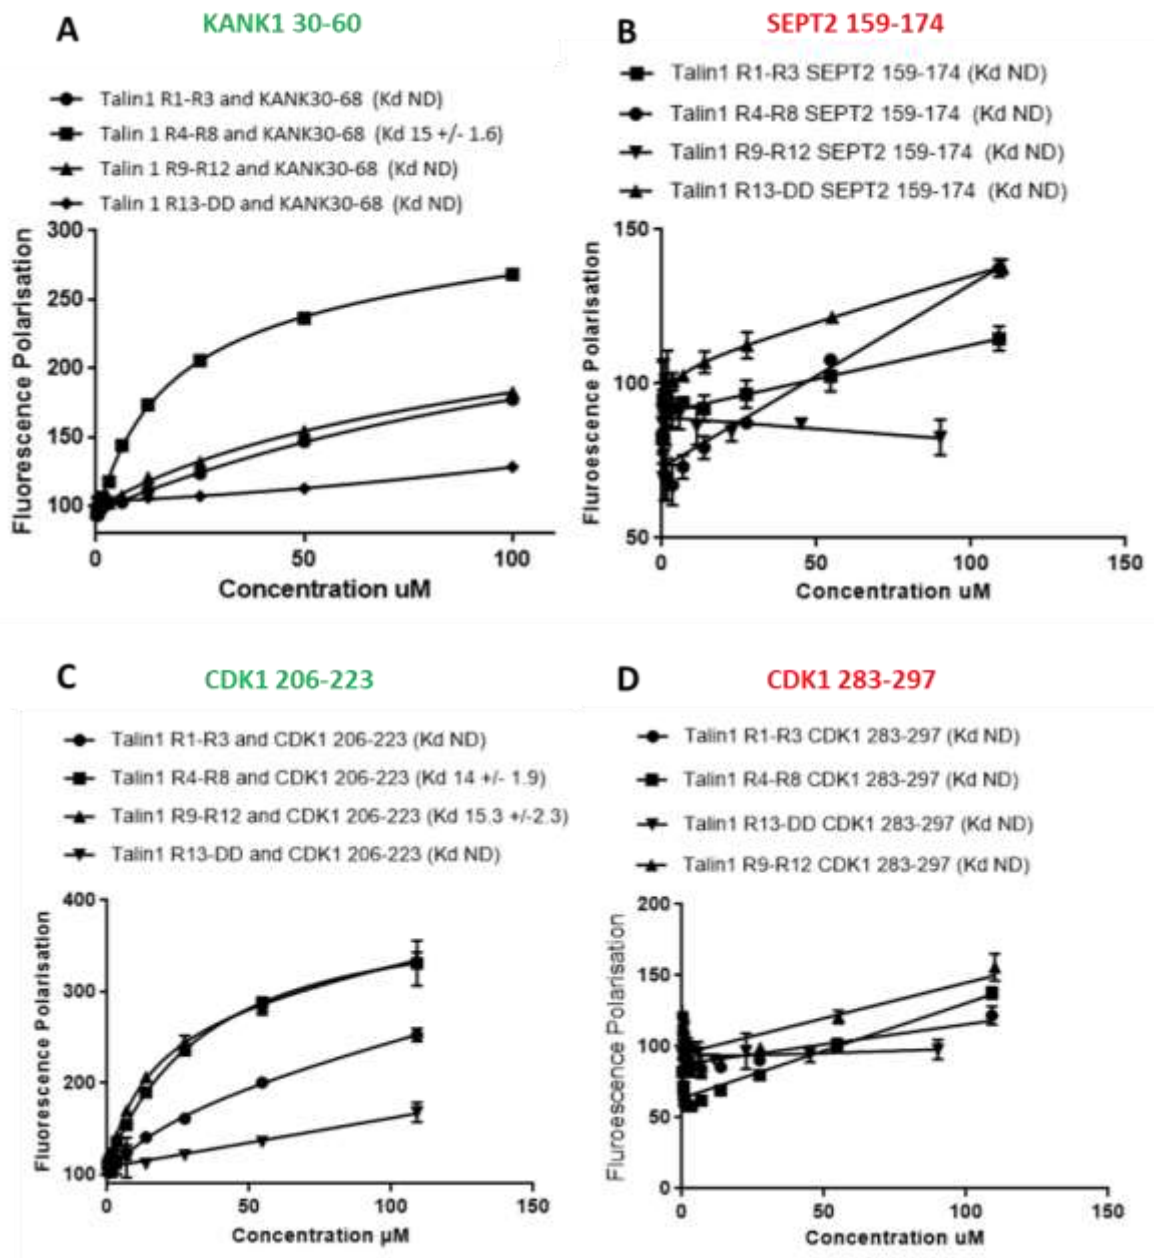 A
KANK1 30-60
Talin1 R1-R3 and KANK30-68 (Kd ND)
Talin 1 R4-R8 and KANK30-68 (Kd 15 +/- 1.6)
Talin 1 R9-R12 and KANK30-68 (Kd ND)
Talin 1 R13-DD and KANK30-68 (Kd ND)
Fluorescence Polarisation
300
250
200
150
100
0
50
100
Concentration uM
B
SEPT2 159-174
Talin1 R1-R3 SEPT2 159-174 (Kd ND)
Talin1 R4-R8 SEPT2 159-174 (Kd ND)
Talin1 R9-R12 SEPT2 159-174 (Kd ND)
Talin1 R13-DD SEPT2 159-174 (Kd ND)
Fluroescence Polarisation
150
100
50
0
50
100
150
Concentration uM
C
CDK1 206-223
Talin1 R1-R3 and CDK1 206-223 (Kd ND)
Talin1 R4-R8 and CDK1 206-223 (Kd 14 +/- 1.9)
Talin1 R9-R12 and CDK1 206-223 (Kd 15.3 +/-2.3)
Talin1 R13-DD and CDK1 206-223 (Kd ND)
Fluorescence Polarisation
400
300
200
100
0
50
100
150
Concentration µM
D
CDK1 283-297
Talin1 R1-R3 CDK1 283-297 (Kd ND)
Talin1 R4-R8 CDK1 283-297 (Kd ND)
Talin1 R13-DD CDK1 283-297 (Kd ND)
Talin1 R9-R12 CDK1 283-297 (Kd ND)
Fluroescence Polarisation
200
150
100
50
0
0
50
100
150
Concentration uM